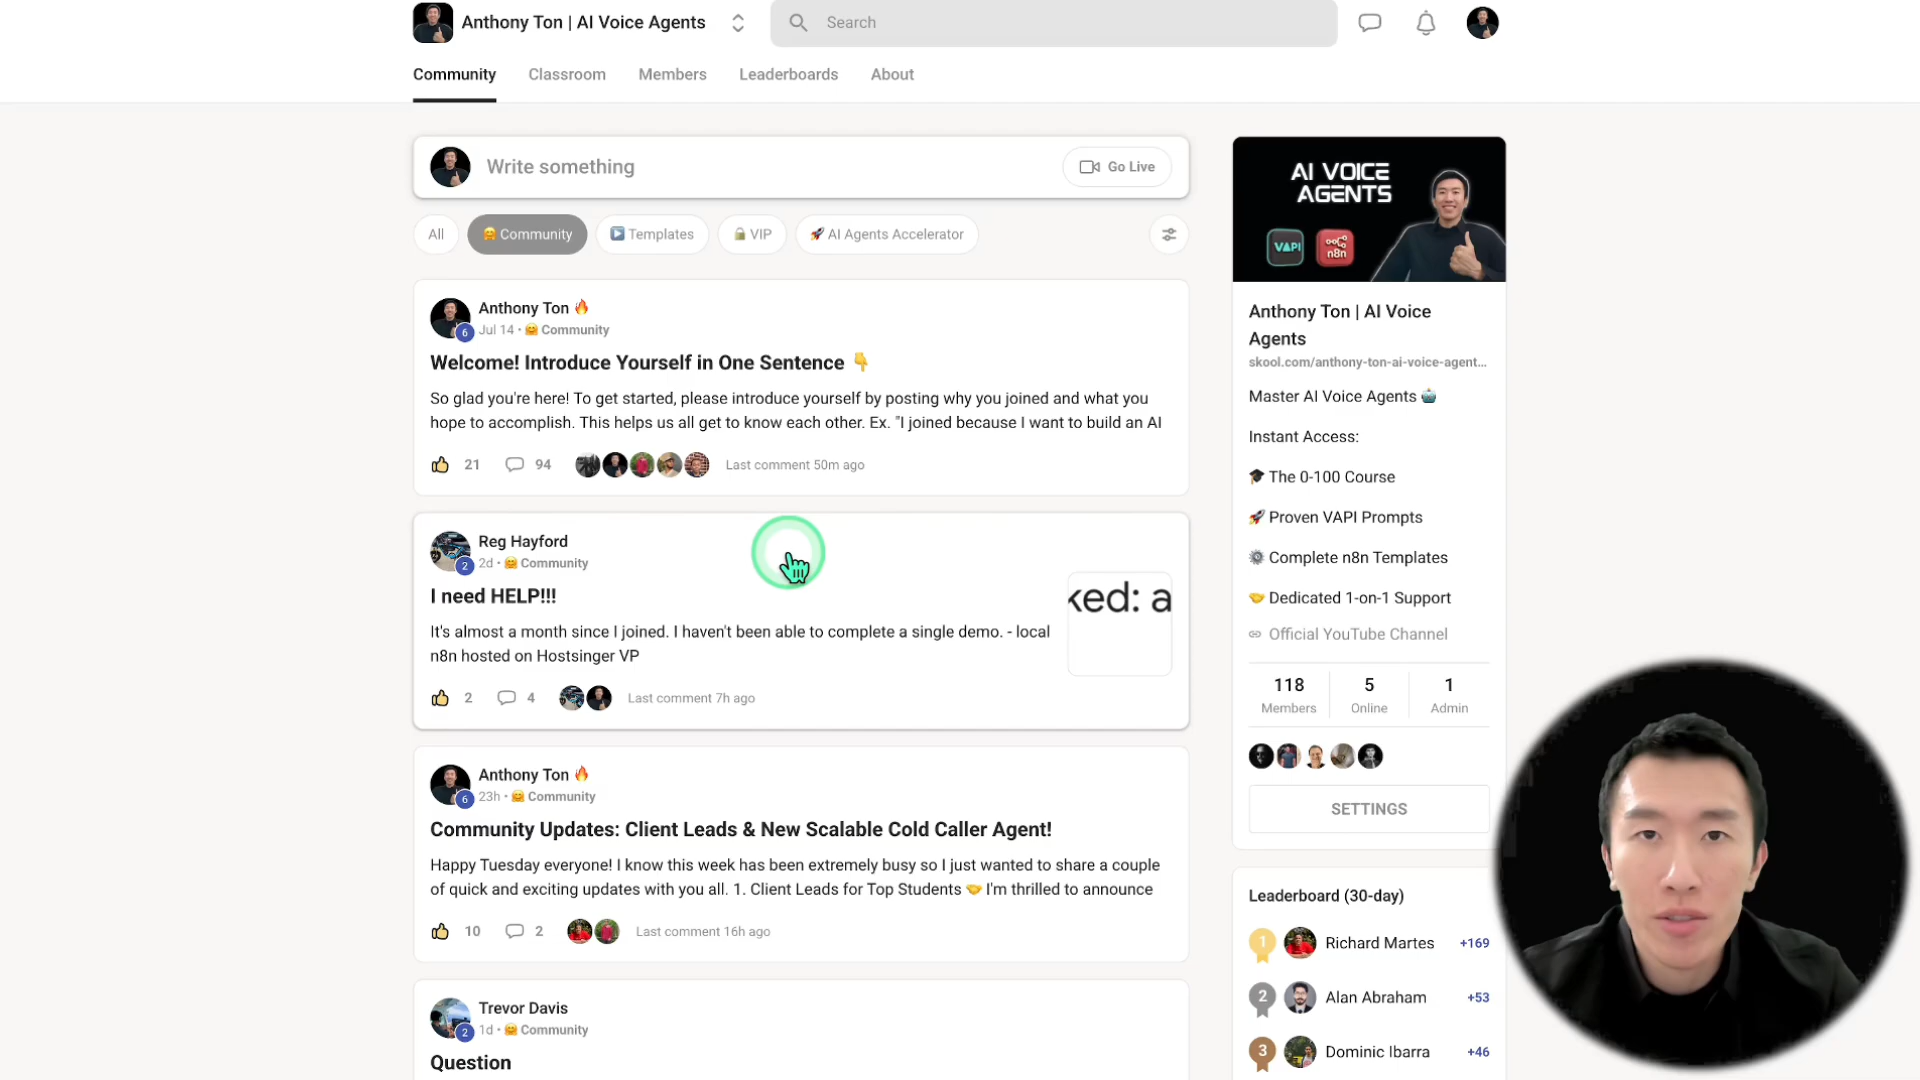 Anthony Ton | AI Voice Agents
Search
Community
Classroom
Members
Leaderboards
About
Write something
Go Live
All
Community
Templates
VIP
AI Agents Accelerator
Anthony Ton
6
Jul 14 • Community
Welcome! Introduce Yourself in One Sentence
So glad you're here! To get started, please introduce yourself by posting why you joined and what you
hope to accomplish. This helps us all get to know each other. Ex. "I joined because I want to build an AI
21
94
Last comment 50m ago
Reg Hayford
2
2d • Community
I need HELP!!!
It's almost a month since I joined. I haven't been able to complete a single demo. - local
n8n hosted on Hostsinger VP
ked: a
2
4
Last comment 7h ago
Anthony Ton
6
23h • Community
Community Updates: Client Leads & New Scalable Cold Caller Agent!
Happy Tuesday everyone! I know this week has been extremely busy so I just wanted to share a couple
of quick and exciting updates with you all. 1. Client Leads for Top Students I'm thrilled to announce
10
2
Last comment 16h ago
Trevor Davis
2
1d • Community
Question
AI VOICE
AGENTS
VAPI
n8n
Anthony Ton | AI Voice
Agents
skool.com/anthony-ton-ai-voice-agent...
Master AI Voice Agents
Instant Access:
The 0-100 Course
Proven VAPI Prompts
Complete n8n Templates
Dedicated 1-on-1 Support
Official YouTube Channel
118
Members
5
Online
1
Admin
SETTINGS
Leaderboard (30-day)
1
Richard Martes
+169
2
Alan Abraham
+53
3
Dominic Ibarra
+46